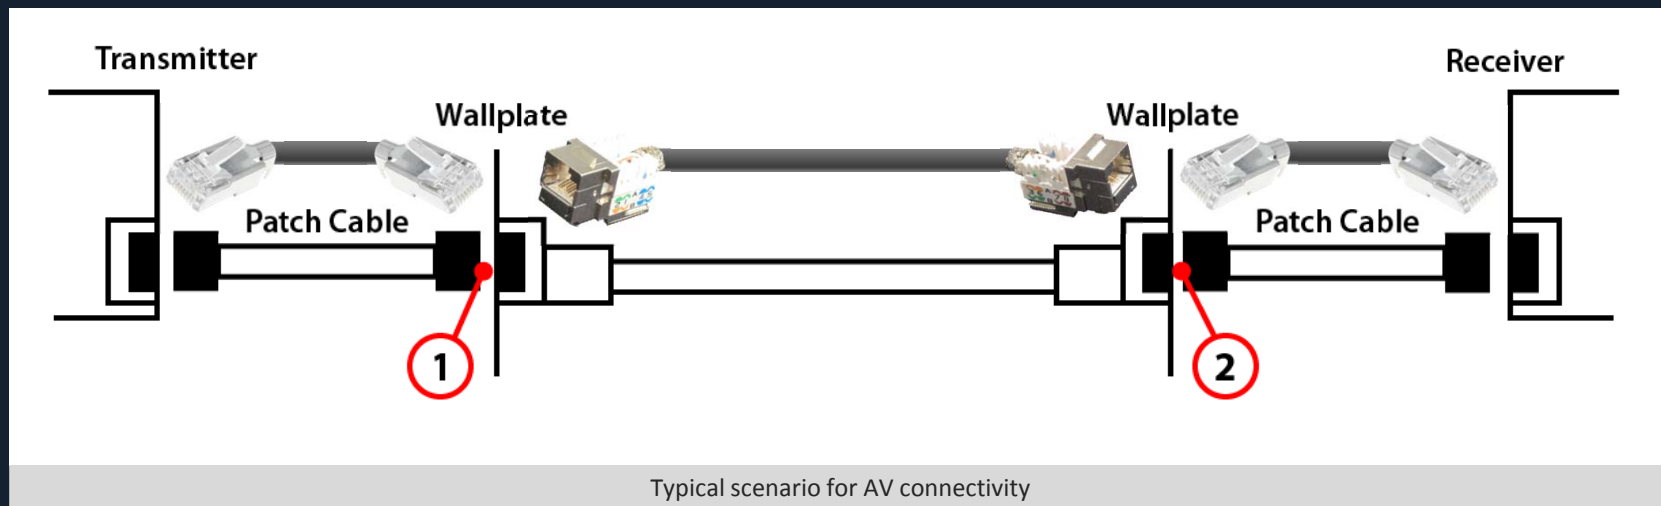 Transmitter
Receiver
Wallplate
Wallplate
Patch Cable
Patch Cable
1
2
Typical scenario for AV connectivity